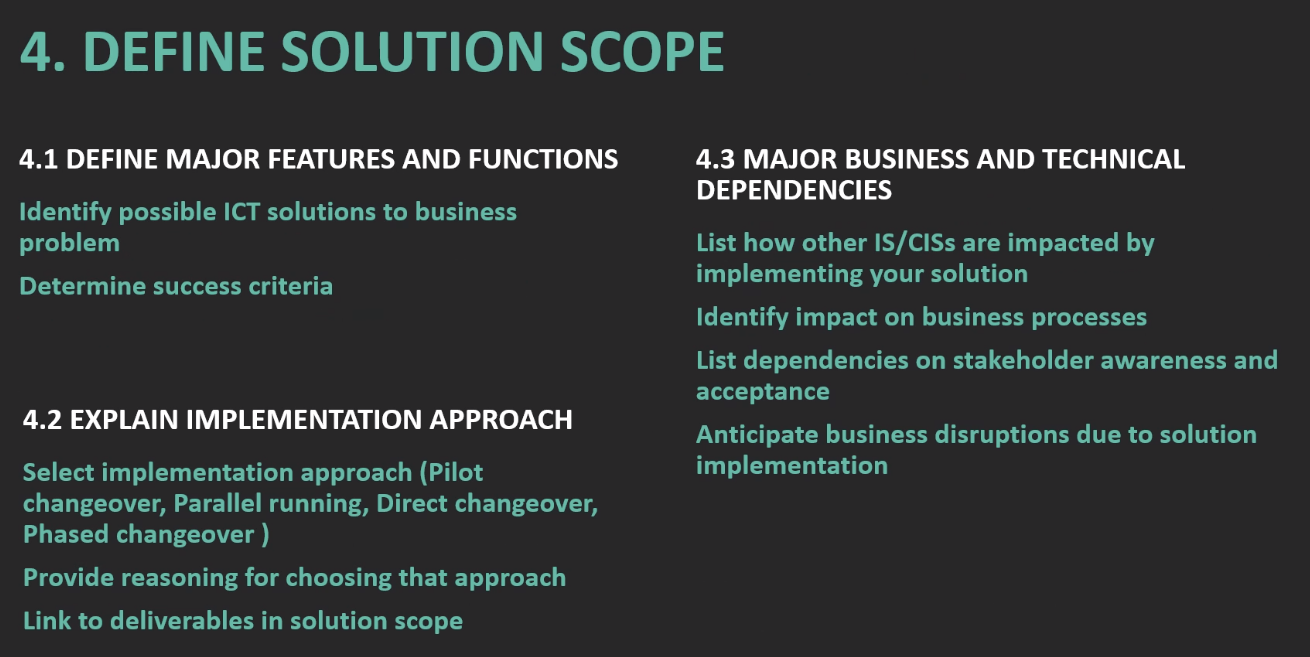 4. DEFINE SOLUTION SCOPE
4.1 DEFINE MAJOR FEATURES AND FUNCTIONS
Identify possible ICT solutions to business
problem
Determine success criteria
4.2 EXPLAIN IMPLEMENTATION APPROACH
Select implementation approach (Pilot
changeover, Parallel running, Direct changeover,
Phased changeover )
Provide reasoning for choosing that approach
Link to deliverables in solution scope
4.3 MAJOR BUSINESS AND TECHNICAL
DEPENDENCIES
List how other IS/CISs are impacted by
implementing your solution
Identify impact on business processes
List dependencies on stakeholder awareness and
acceptance
Anticipate business disruptions due to solution
implementation